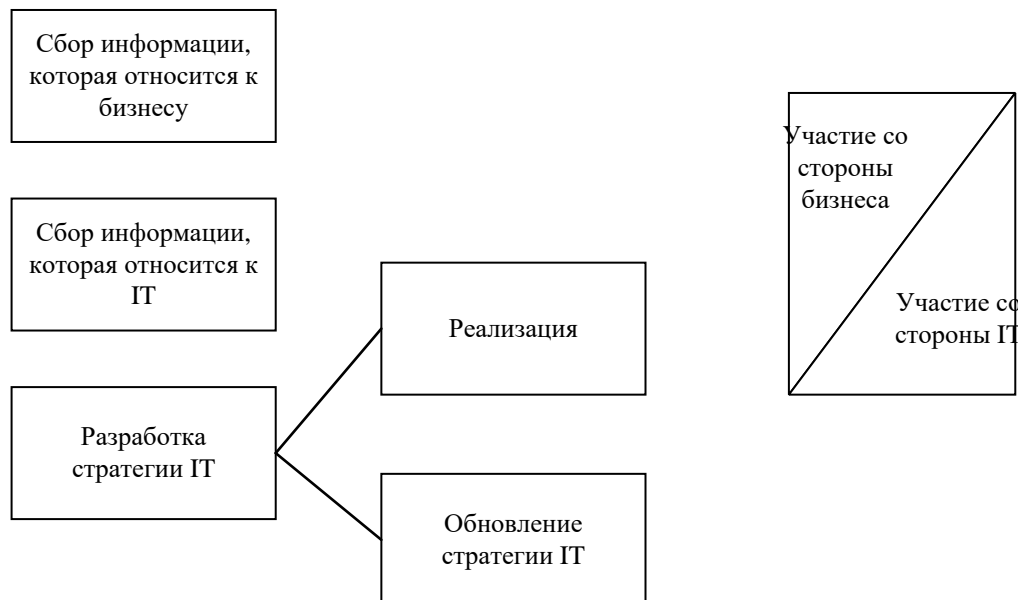 Сбор информации,
которая относится к
бизнесу
Сбор информации,
которая относится к
IT
Разработка
стратегии IT
Реализация
Обновление
стратегии IT
Участие со
стороны
бизнеса
Участие со
стороны IT